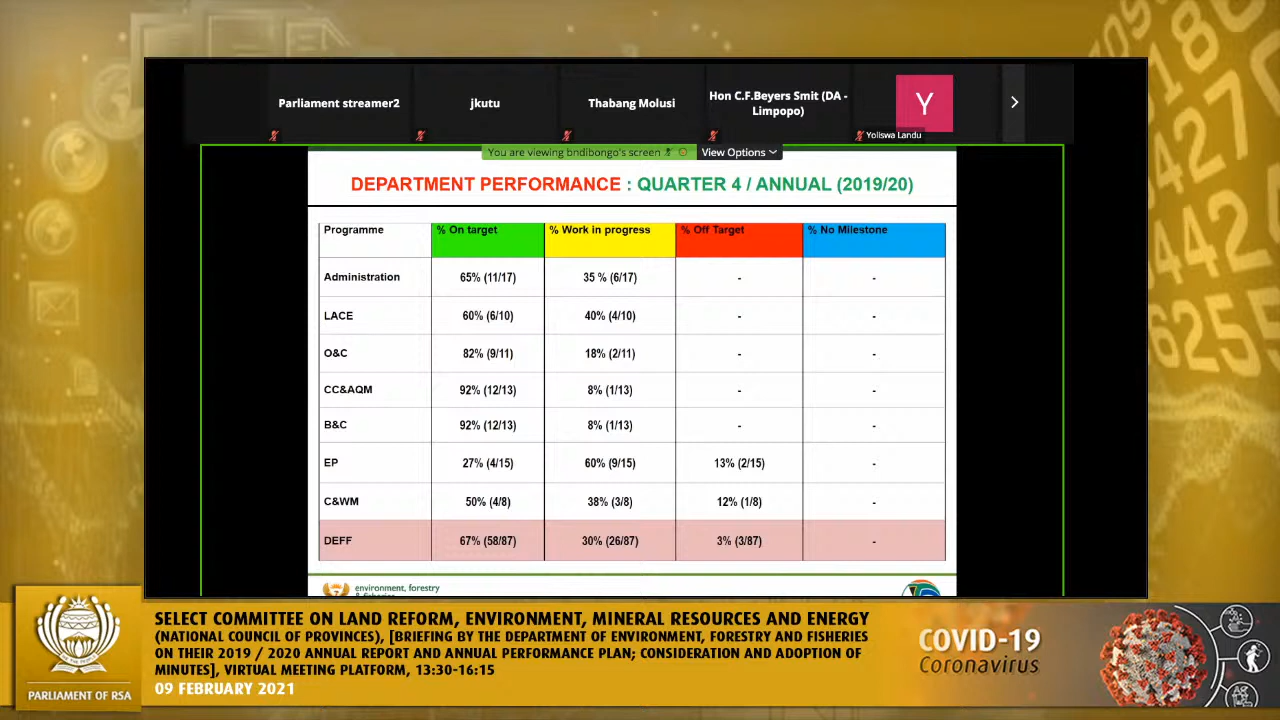 Parliament streamer2
jkutu
Thabang Molusi
Hon C.F.Beyers Smit (DA -
Limpopo)
Y
Yoliswa Landu
You are viewing bndibongo's screen
View Options
DEPARTMENT PERFORMANCE : QUARTER 4 / ANNUAL (2019/20)
Programme % On target % Work in progress % Off Target % No Milestone
Administration 65% (11/17) 35 % (6/17) - -
LACE 60% (6/10) 40% (4/10) - -
O&C 82% (9/11) 18% (2/11) - -
CC&AQM 92% (12/13) 8% (1/13) - -
B&C 92% (12/13) 8% (1/13) - -
EP 27% (4/15) 60% (9/15) 13% (2/15) -
C&WM 50% (4/8) 38% (3/8) 12% (1/8) -
DEFF 67% (58/87) 30% (26/87) 3% (3/87) -
environment, forestry
SELECT COMMITTEE ON LAND REFORM, ENVIRONMENT, MINERAL RESOURCES AND ENERGY
(NATIONAL COUNCIL OF PROVINCES), [BRIEFING BY THE DEPARTMENT OF ENVIRONMENT, FORESTRY AND FISHERIES
ON THEIR 2019 / 2020 ANNUAL REPORT AND ANNUAL PERFORMANCE PLAN; CONSIDERATION AND ADOPTION OF
MINUTES], VIRTUAL MEETING PLATFORM, 13:30-16:15
09 FEBRUARY 2021
PARLIAMENT OF RSA
COVID-19
Coronavirus